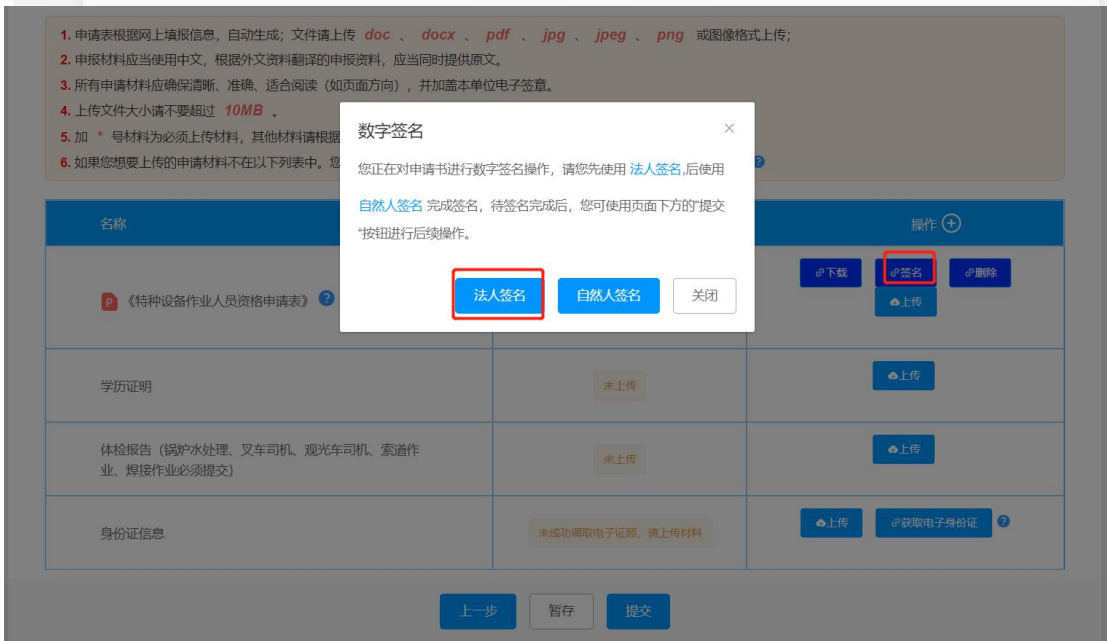 1. 申请表根据网上填报信息，自动生成；文件请上传 doc 、 docx 、 pdf 、 jpg 、 jpeg 、 png 或图像格式上传；
2. 申报材料应当使用中文，根据外文资料翻译的申报资料，应当同时提供原文。
3. 所有申请材料应确保清晰、准确、适合阅读（如页面方向），并加盖本单位电子签章。
4. 上传文件大小请不要超过 10MB 。
5. 加 * 号材料为必须上传材料，其他材料请根据
6. 如果您想要上传的申请材料不在以下列表中。您
数字签名
您正在对申请书进行数字签名操作，请您先使用 法人签名,后使用
自然人签名 完成签名，待签名完成后，您可使用页面下方的“提交
“按钮进行后续操作。
法人签名 自然人签名 关闭
名称 操作
《特种设备作业人员资格申请表》
下载 签名 删除
上传
学历证明 未上传 上传
体检报告（锅炉水处理、叉车司机、观光车司机、索道作
业、焊接作业必须提交）
未上传 上传
身份证信息 未成功调取电子证照，请上传材料 上传 获取电子身份证
上一步 暂存 提交